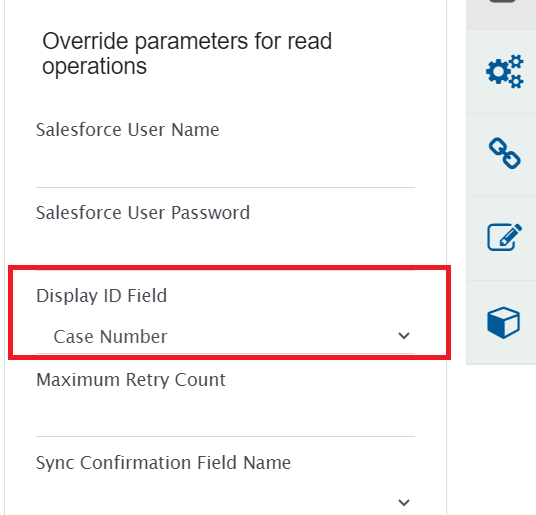 Override parameters for read
operations
Salesforce User Name
Salesforce User Password
Display ID Field
Case Number
Maximum Retry Count
Sync Confirmation Field Name